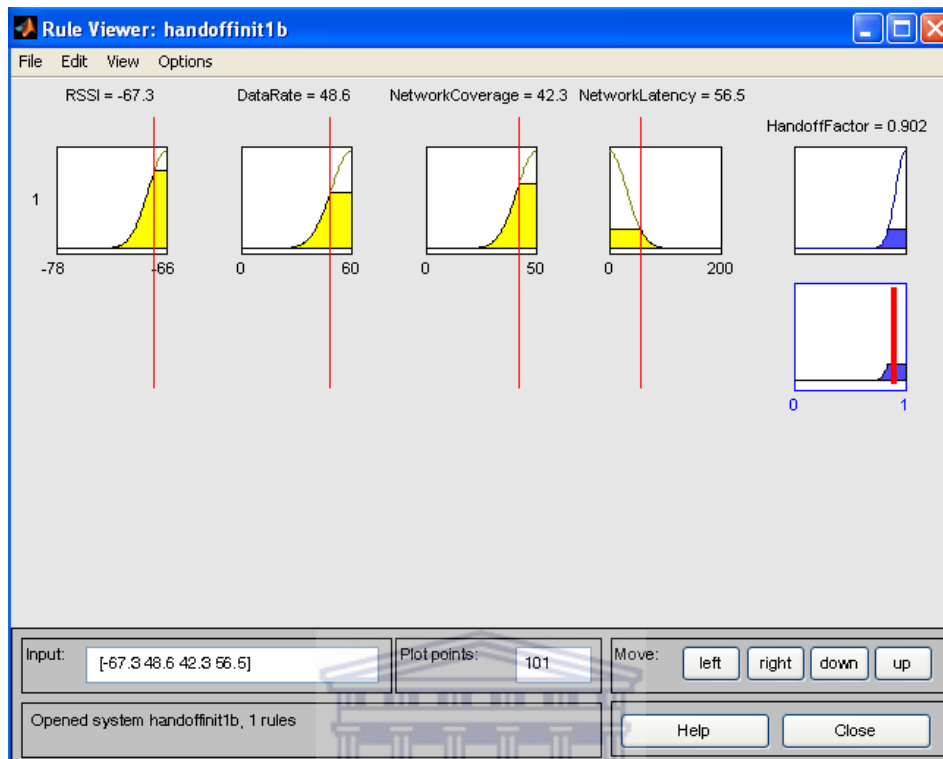 Rule Viewer: handoffinit1b
File Edit View Options
RSSI = -67.3 DataRate = 48.6 NetworkCoverage = 42.3 NetworkLatency = 56.5
HandoffFactor = 0.902
1
-78 -66 0 60 0 50 0 200
0 1
Input: [-67.3 48.6 42.3 56.5] Plot points: 101 Move: left right down up
Opened system handoffinit1b, 1 rules Help Close